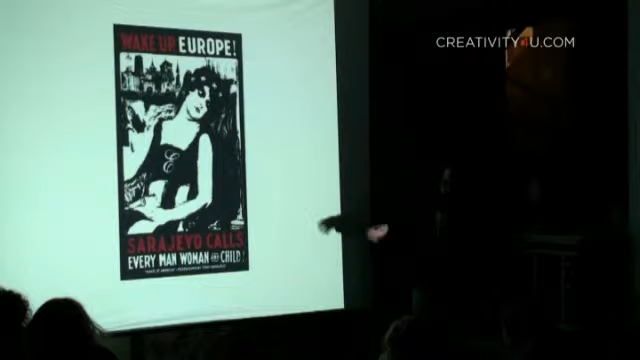 CREATIVITY4U.COM
WAKE UP EUROPE!
E
SARAJEVO CALLS
EVERY MAN WOMAN AND CHILD!